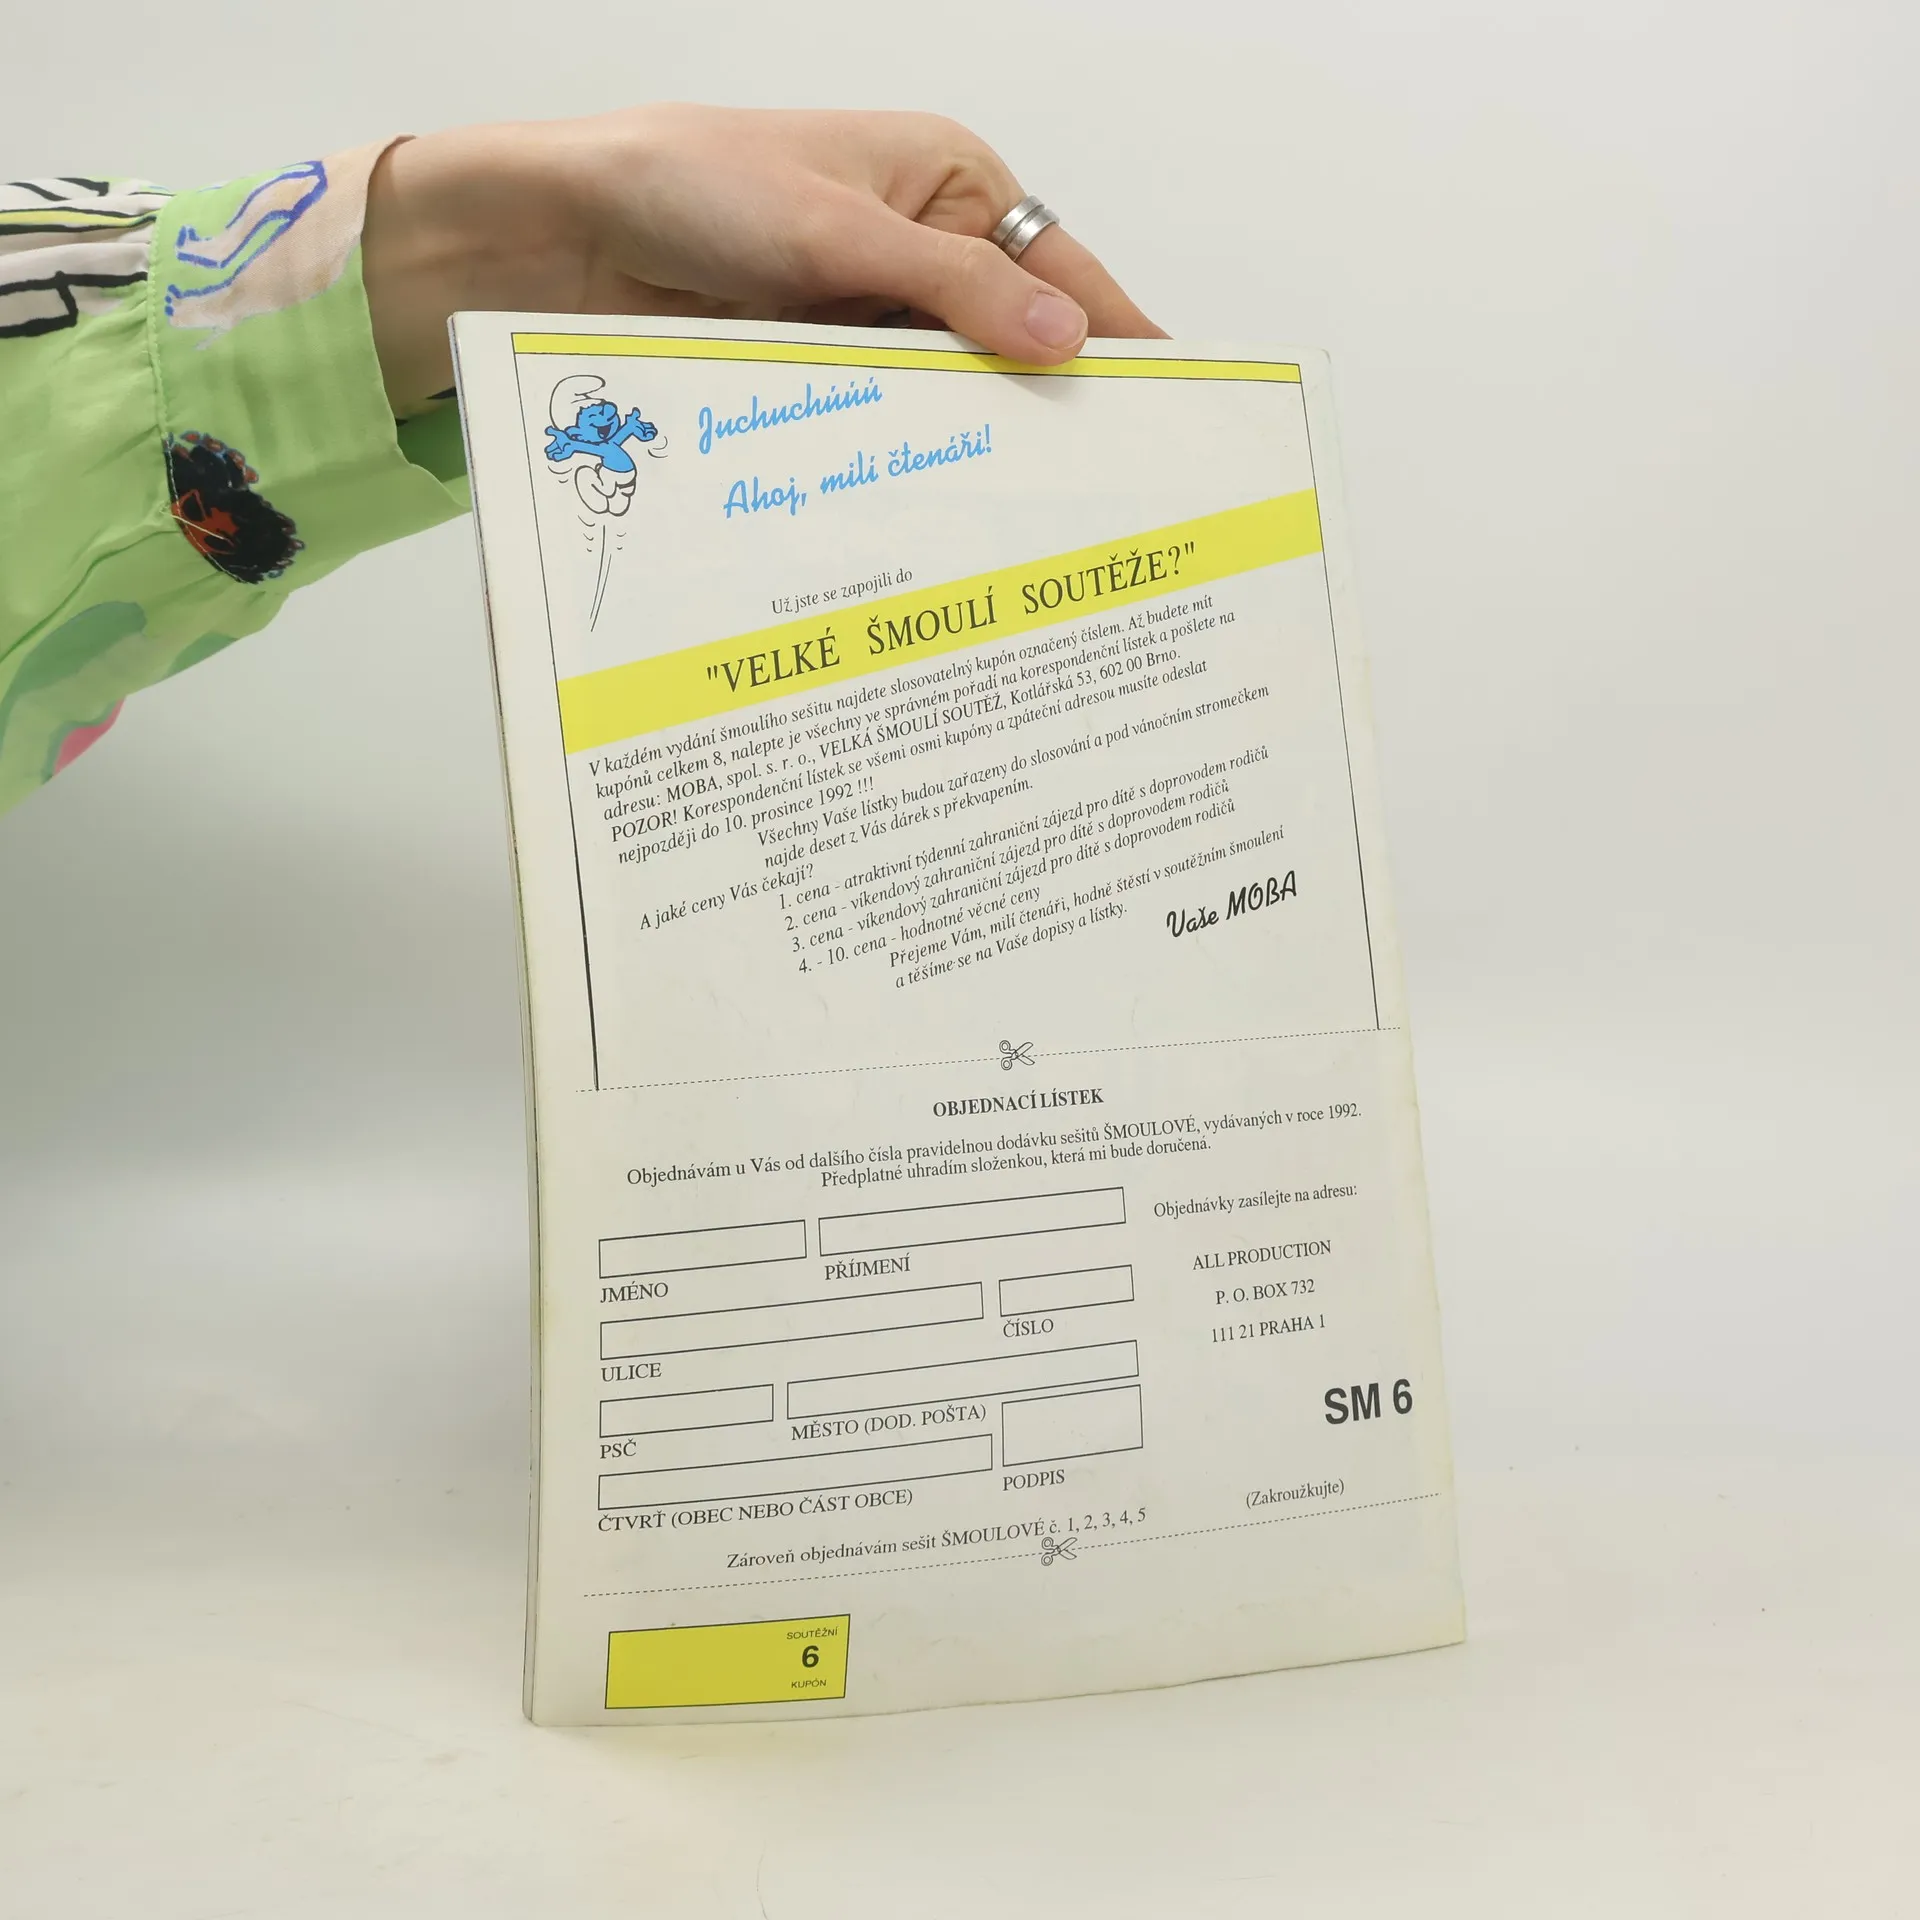 Juchuchúúú
Ahoj, milí čtenáři!
Už jste se zapojili do
"VELKÉ ŠMOULÍ SOUTĚŽE?"
V každém vydání šmoulího sešitu najdete slosovatelný kupón označený číslem. Až budete mít
kupónů celkem 8, nalepte je všechny ve správném pořadí na korespondenční lístek a pošlete na
adresu: MOBA, spol. s. r. o., VELKÁ ŠMOULÍ SOUTĚŽ, Kotlářská 53, 602 00 Brno.
POZOR! Korespondenční lístek se všemi osmi kupóny a zpáteční adresou musíte odeslat
nejpozději do 10. prosince 1992 !!!
Všechny Vaše lístky budou zařazeny do slosování a pod vánočním stromečkem
najde deset z Vás dárek s překvapením.
A jaké ceny Vás čekají?
1. cena - atraktivní týdenní zahraniční zájezd pro dítě s doprovodem rodičů
2. cena - víkendový zahraniční zájezd pro dítě s doprovodem rodičů
3. cena - víkendový zahraniční zájezd pro dítě s doprovodem rodičů
4. - 10. cena - hodnotné věcné ceny
Přejeme Vám, milí čtenáři, hodně štěstí v soutěžním šmoulení
a těšíme se na Vaše dopisy a lístky.
Vaše MOBA
OBJEDNACÍ LÍSTEK
Objednávám u Vás od dalšího čísla pravidelnou dodávku sešitů ŠMOULOVÉ, vydávaných v roce 1992.
Předplatné uhradím složenkou, která mi bude doručená.
Objednávky zasílejte na adresu:
JMÉNO
PŘÍJMENÍ
ALL PRODUCTION
P. O. BOX 732
111 21 PRAHA 1
ULICE
ČÍSLO
PSČ
MĚSTO (DOD. POŠTA)
SM 6
ČTVRŤ (OBEC NEBO ČÁST OBCE)
PODPIS
(Zakroužkujte)
Zároveň objednávám sešit ŠMOULOVÉ č. 1, 2, 3, 4, 5
SOUTĚŽNÍ
6
KUPÓN